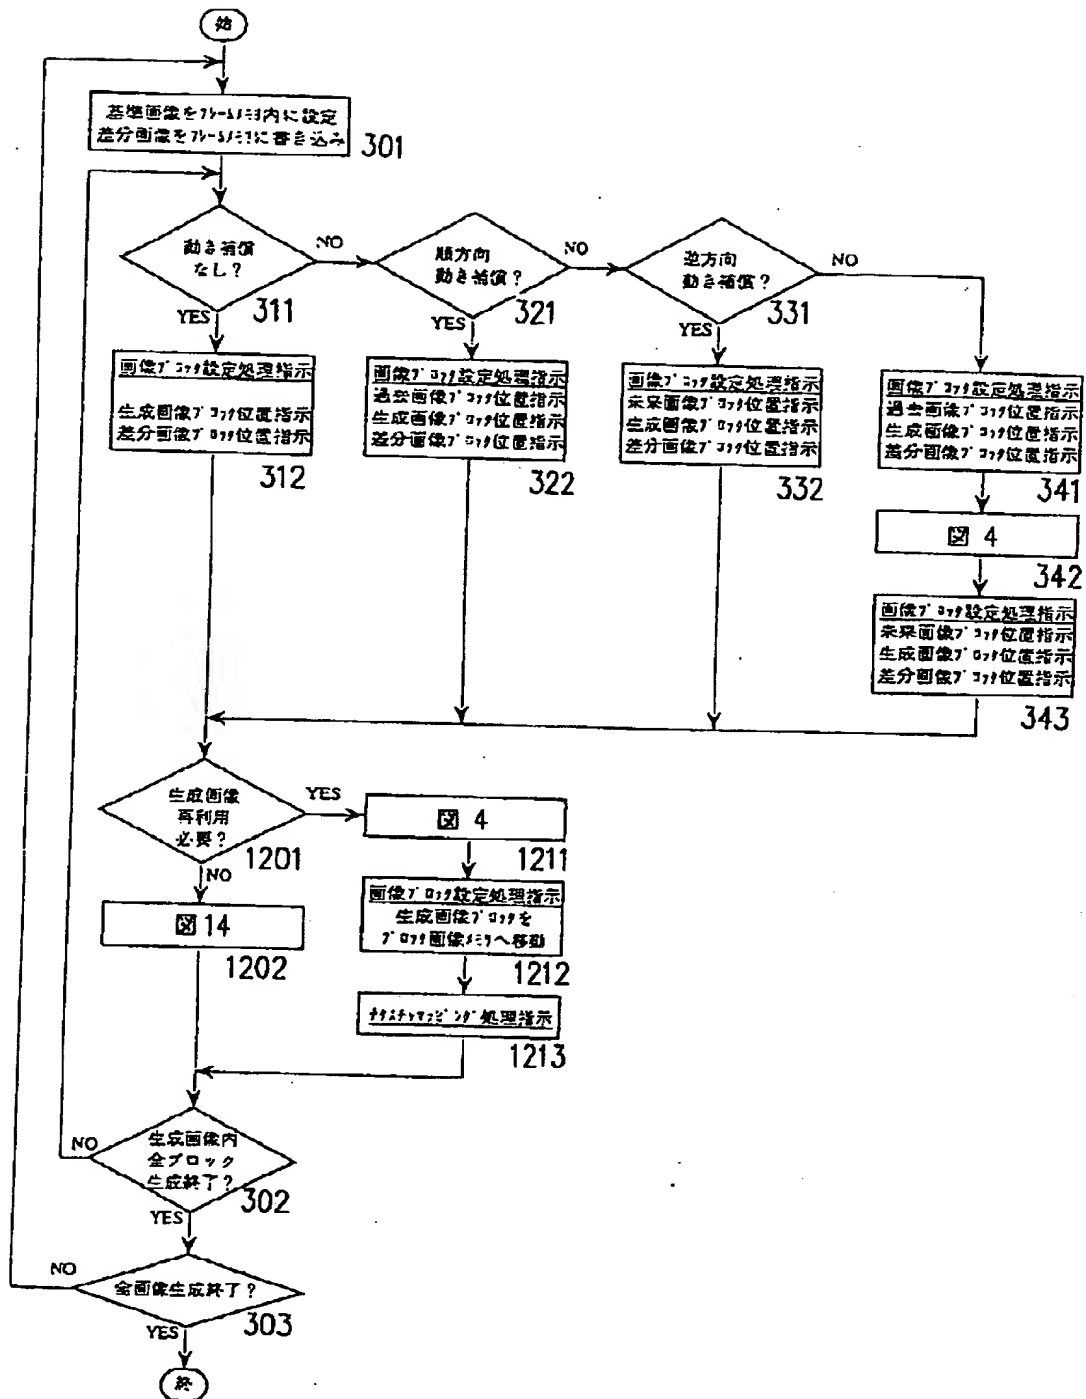 始
基準画像をフレームメモリ内に設定
差分画像をフレームメモリに書き込み
301
動き補償
なし?
NO
311
YES
順方向
動き補償?
NO
321
YES
逆方向
動き補償?
NO
331
YES
画像ブロック設定処理指示
生成画像ブロック位置指示
差分画像ブロック位置指示
312
画像ブロック設定処理指示
過去画像ブロック位置指示
生成画像ブロック位置指示
差分画像ブロック位置指示
322
画像ブロック設定処理指示
未来画像ブロック位置指示
生成画像ブロック位置指示
差分画像ブロック位置指示
332
画像ブロック設定処理指示
過去画像ブロック位置指示
生成画像ブロック位置指示
差分画像ブロック位置指示
341
図 4
342
画像ブロック設定処理指示
未来画像ブロック位置指示
生成画像ブロック位置指示
差分画像ブロック位置指示
343
生成画像
再利用
必要?
YES
1201
NO
図 4
1211
画像ブロック設定処理指示
生成画像ブロックを
ブロック画像メモリへ移動
1212
図 14
1202
テクスチャマッピング処理指示
1213
生成画像内
全ブロック
生成終了?
NO
302
YES
全画像生成終了?
NO
303
YES
終